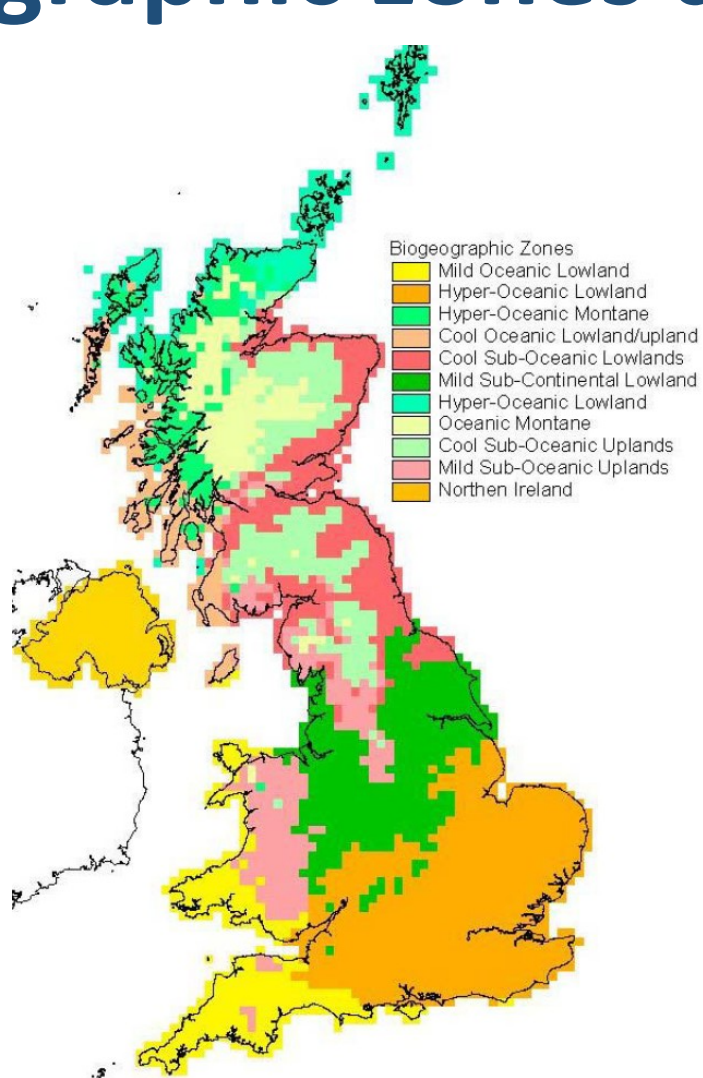 Biogeographic Zones
Mild Oceanic Lowland
Hyper-Oceanic Lowland
Hyper-Oceanic Montane
Cool Oceanic Lowland/upland
Cool Sub-Oceanic Lowlands
Mild Sub-Continental Lowland
Hyper-Oceanic Lowland
Oceanic Montane
Cool Sub-Oceanic Uplands
Mild Sub-Oceanic Uplands
Northen Ireland